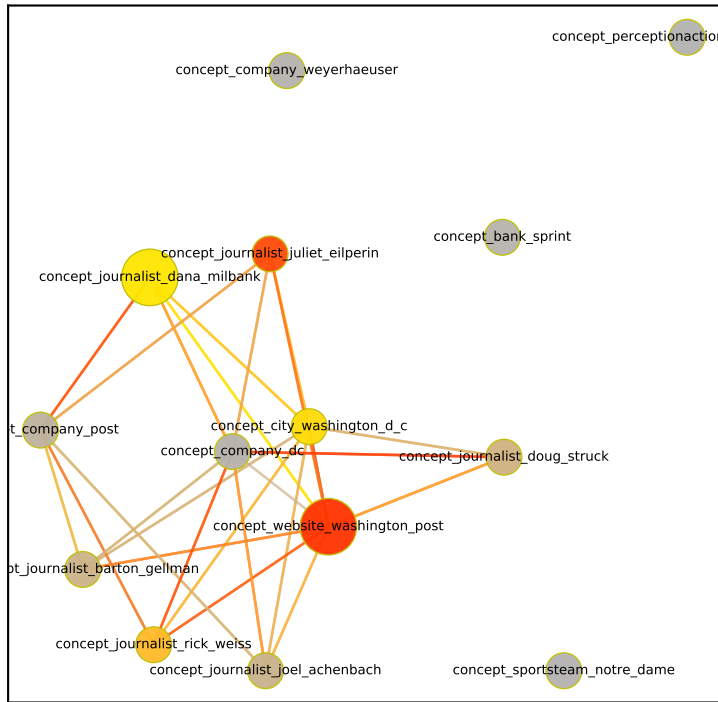 concept_perceptionaction
concept_company_weyerhaeuser
concept_bank_sprint
concept_journalist_juliet_eilperin
concept_journalist_dana_milbank
concept_city_washington_d_c
t_company_post
concept_company_dc
concept_journalist_doug_struck
concept_website_washington_post
pt_journalist_barton_gellman
concept_journalist_rick_weiss
concept_journalist_joel_achenbach
concept_sportsteam_notre_dame